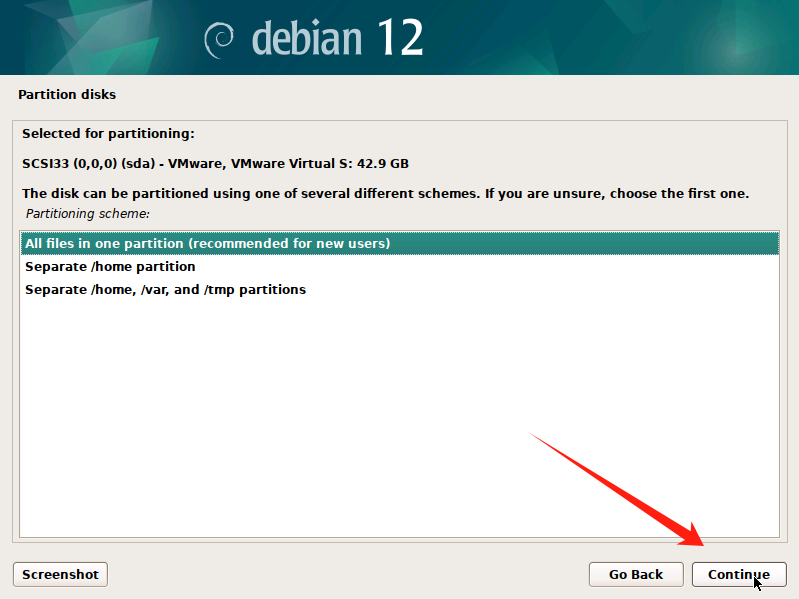 debian 12
Partition disks
Selected for partitioning:
SCSI33 (0,0,0) (sda) - VMware, VMware Virtual S: 42.9 GB
The disk can be partitioned using one of several different schemes. If you are unsure, choose the first one.
Partitioning scheme:
All files in one partition (recommended for new users)
Separate /home partition
Separate /home, /var, and /tmp partitions
Screenshot
Go Back
Continue